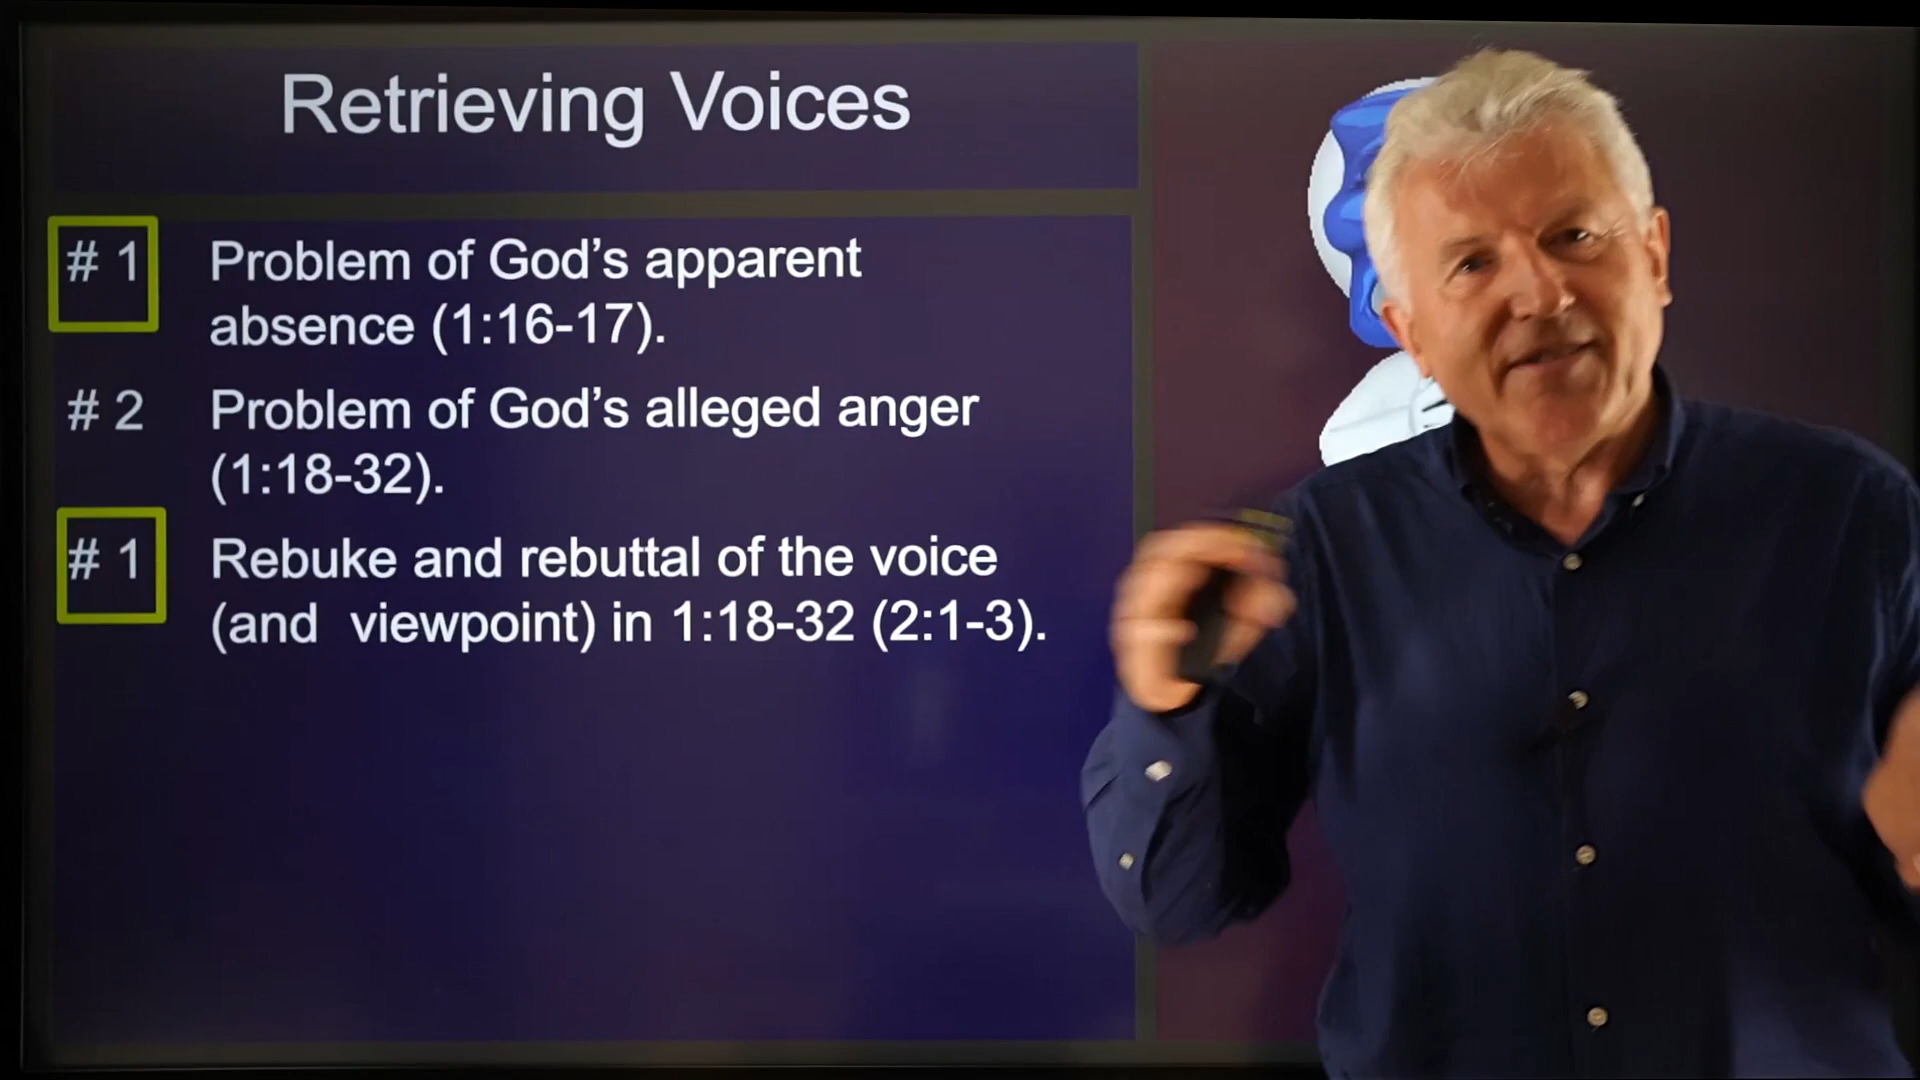 Retrieving Voices
# 1 Problem of God’s apparent
absence (1:16-17).
# 2 Problem of God’s alleged anger
(1:18-32).
# 1 Rebuke and rebuttal of the voice
(and viewpoint) in 1:18-32 (2:1-3).